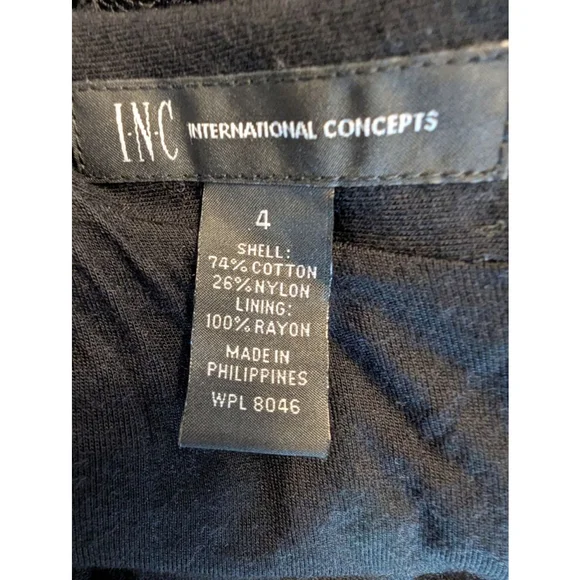 I·N·C INTERNATIONAL CONCEPTS
4
SHELL:
74% COTTON
26% NYLON
LINING:
100% RAYON
MADE IN
PHILIPPINES
WPL 8046